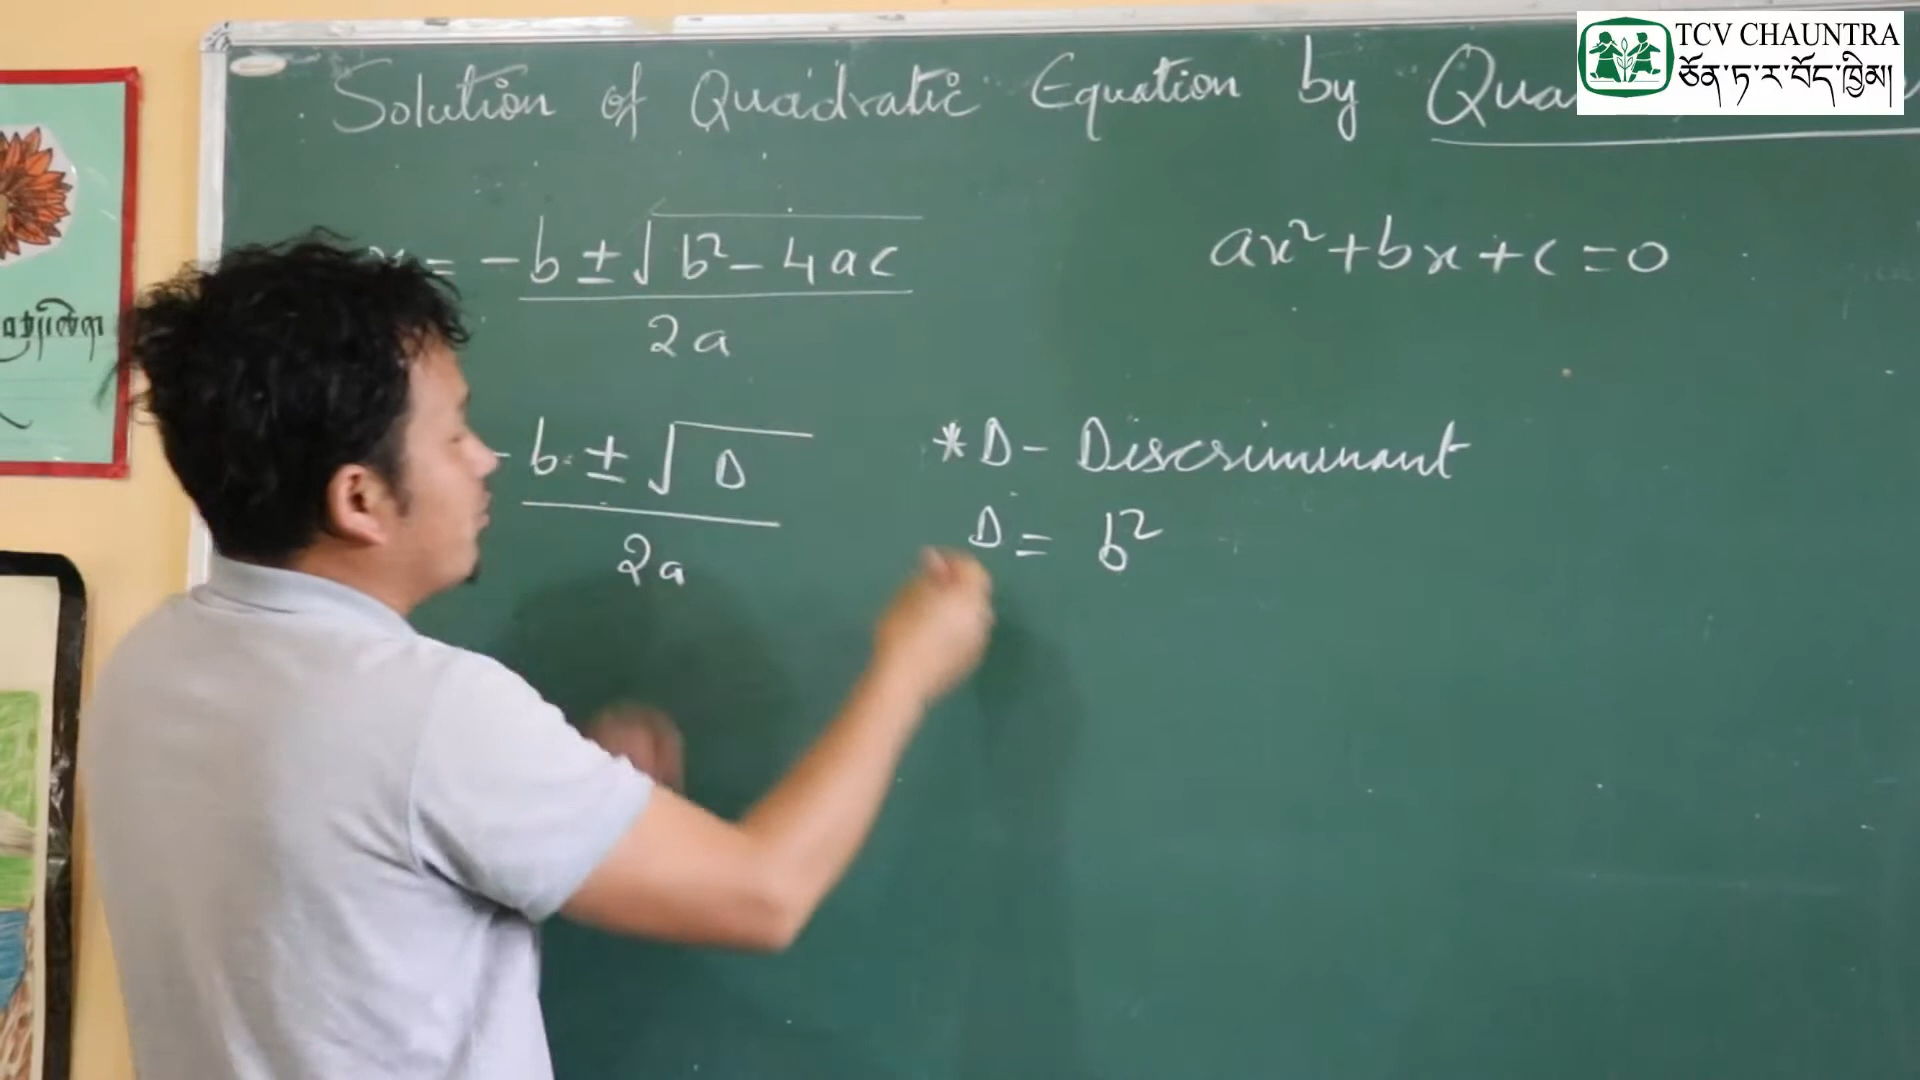 TCV CHAUNTRA
ཅོན་ཏ་ར་བོད་ཁྱིམ།
Solution of Quadratic Equation by Qua
= -b ± √b² - 4ac
2a
ax² + bx + c = 0
- b ± √D
2a
* D - Discriminant
D = b²